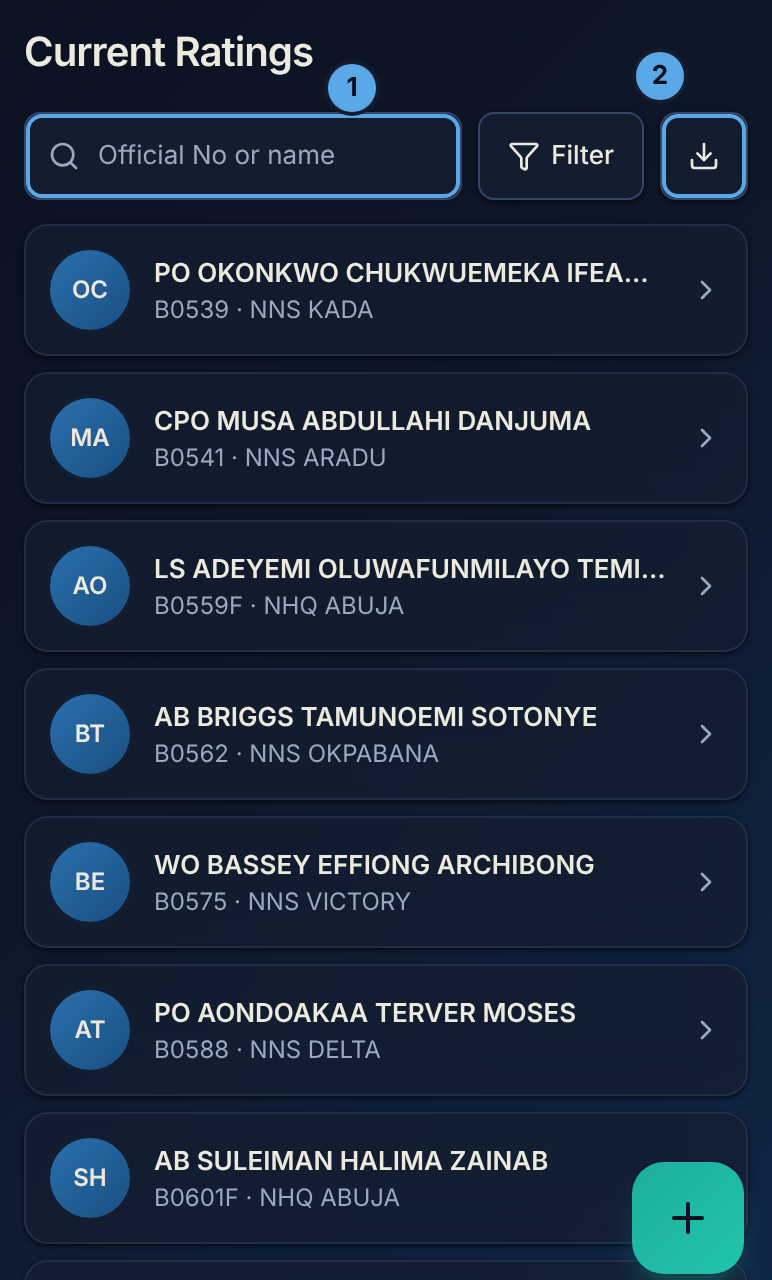 Current Ratings
1
2
Official No or name
Filter
OC
PO OKONKWO CHUKWUEMEKA IFEA...
B0539 · NNS KADA
MA
CPO MUSA ABDULLAHI DANJUMA
B0541 · NNS ARADU
AO
LS ADEYEMI OLUWAFUNMILAYO TEMI...
B0559F · NHQ ABUJA
BT
AB BRIGGS TAMUNOEMI SOTONYE
B0562 · NNS OKPABANA
BE
WO BASSEY EFFIONG ARCHIBONG
B0575 · NNS VICTORY
AT
PO AONDOAKAA TERVER MOSES
B0588 · NNS DELTA
SH
AB SULEIMAN HALIMA ZAINAB
B0601F · NHQ ABUJA